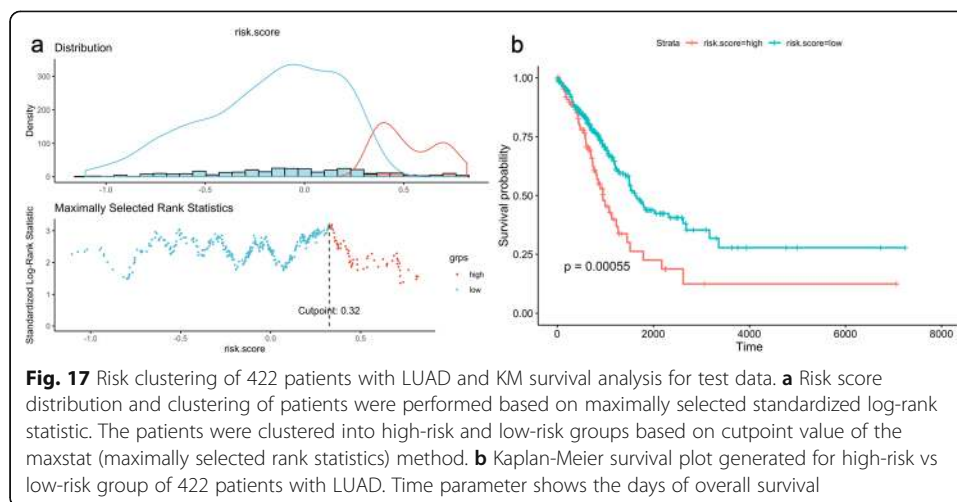 a
risk.score
Distribution
300
200
100
0
Density
-1.0
-0.5
0.0
0.5
Maximally Selected Rank Statistics
3
2
1
0
Standardized Log-Rank Statistic
grps
high
low
Cutpoint: 0.32
-1.0
-0.5
0.0
0.5
risk.score
b
Strata risk.score=high risk.score=low
1.00
0.75
0.50
0.25
0.00
Survival probability
p = 0.00055
0
2000
4000
6000
8000
Time
Fig. 17 Risk clustering of 422 patients with LUAD and KM survival analysis for test data. a Risk score
distribution and clustering of patients were performed based on maximally selected standardized log-rank
statistic. The patients were clustered into high-risk and low-risk groups based on cutpoint value of the
maxstat (maximally selected rank statistics) method. b Kaplan-Meier survival plot generated for high-risk vs
low-risk group of 422 patients with LUAD. Time parameter shows the days of overall survival